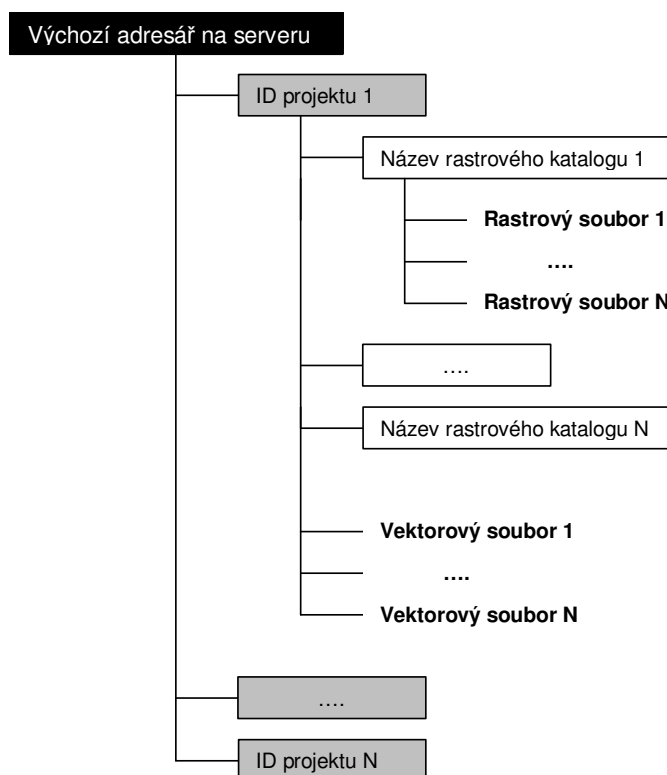 Výchozí adresář na serveru
ID projektu 1
Název rastrového katalogu 1
Rastrový soubor 1
....
Rastrový soubor N
....
Název rastrového katalogu N
Vektorový soubor 1
....
Vektorový soubor N
....
ID projektu N